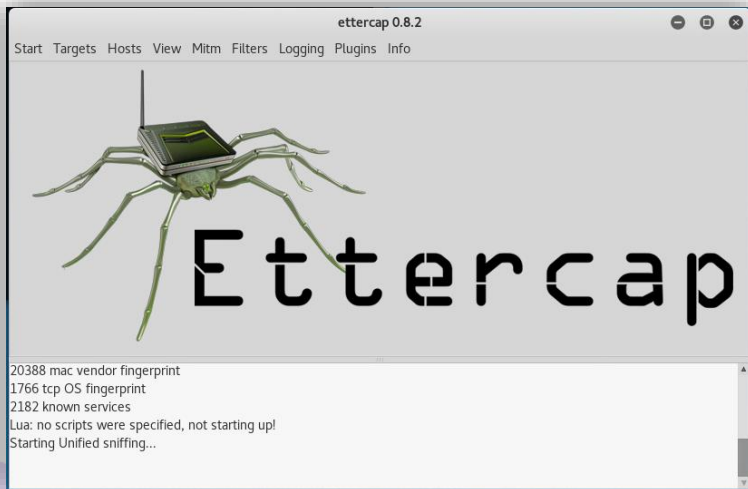 ettercap 0.8.2
Start Targets Hosts View Mitm Filters Logging Plugins Info
Ettercap
20388 mac vendor fingerprint
1766 tcp OS fingerprint
2182 known services
Lua: no scripts were specified, not starting up!
Starting Unified sniffing...